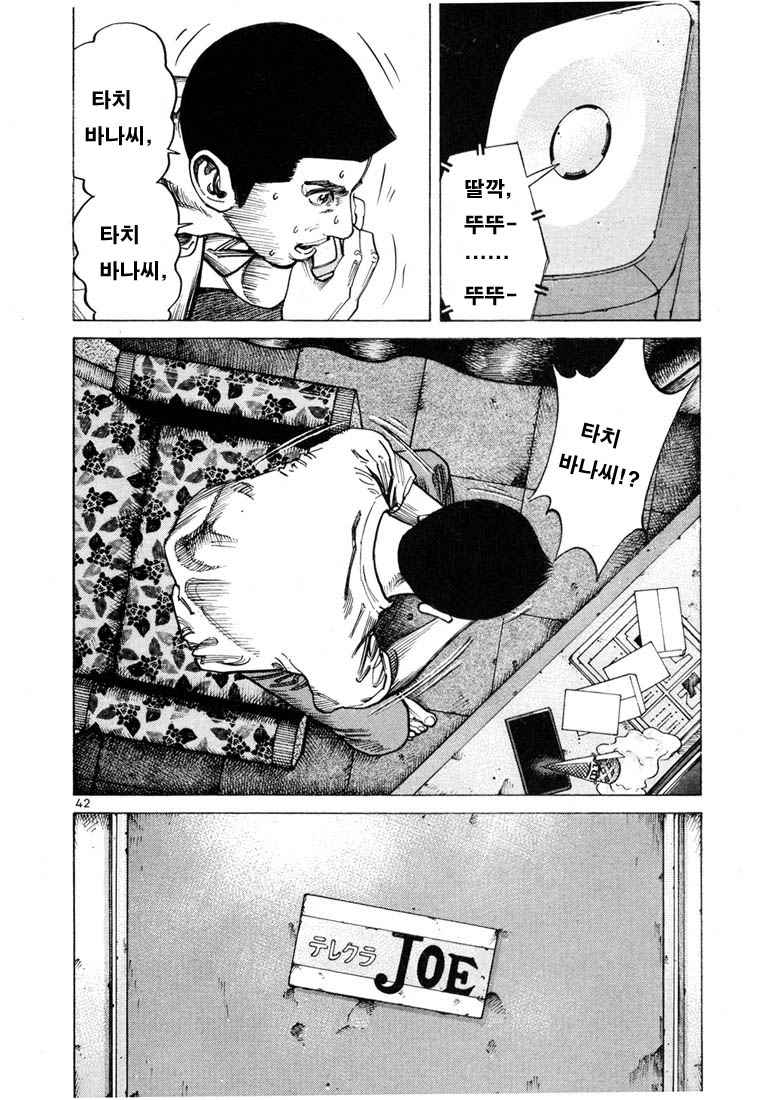 딸깍,
뚜뚜-
......
뚜뚜-
타치
바나씨,
타치
바나씨,
타치
바나씨!?
42
テレクラ JOE